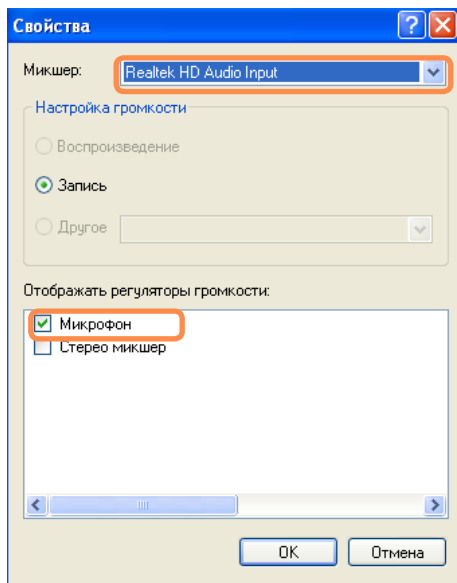 Свойства
Микшер: Realtek HD Audio Input
Настройка громкости
Воспроизведение
Запись
Другое
Отображать регуляторы громкости:
Микрофон
Стерео микшер
OK Отмена